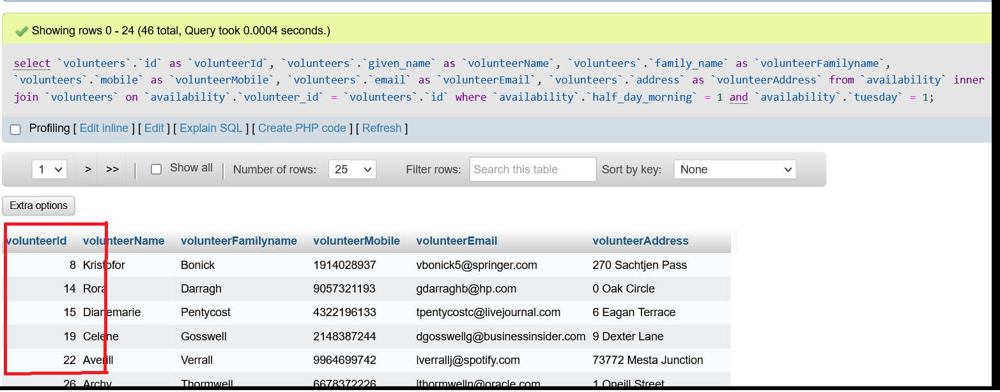 Showing rows 0 - 24 (46 total, Query took 0.0004 seconds.)
select `volunteers`.`id` as `volunteerId`, `volunteers`.`given_name` as `volunteerName`, `volunteers`.`family_name` as `volunteerFamilyname`,
`volunteers`.`mobile` as `volunteerMobile`, `volunteers`.`email` as `volunteerEmail`, `volunteers`.`address` as `volunteerAddress` from `availability` inner
join `volunteers` on `availability`.`volunteer_id` = `volunteers`.`id` where `availability`.`half_day_morning` = 1 and `availability`.`tuesday` = 1;
Profiling [ Edit inline ] [ Edit ] [ Explain SQL ] [ Create PHP code ] [ Refresh ]
1 > >> | Show all | Number of rows: 25 Filter rows: Search this table Sort by key: None
Extra options
volunteerId volunteerName volunteerFamilyname volunteerMobile volunteerEmail volunteerAddress
8 Kristofor Bonick 1914028937 vbonick5@springer.com 270 Sachtjen Pass
14 Rora Darragh 9057321193 gdarraghb@hp.com 0 Oak Circle
15 Dianemarie Pentycost 4322196133 tpentycostc@livejournal.com 6 Eagan Terrace
19 Celene Gosswell 2148387244 dgosswellg@businessinsider.com 9 Dexter Lane
22 Averill Verrall 9964699742 lverrallj@spotify.com 73772 Mesta Junction
26 Archy Thormwell 6678372226 lthormwelln@oracle.com 1 Oneill Street